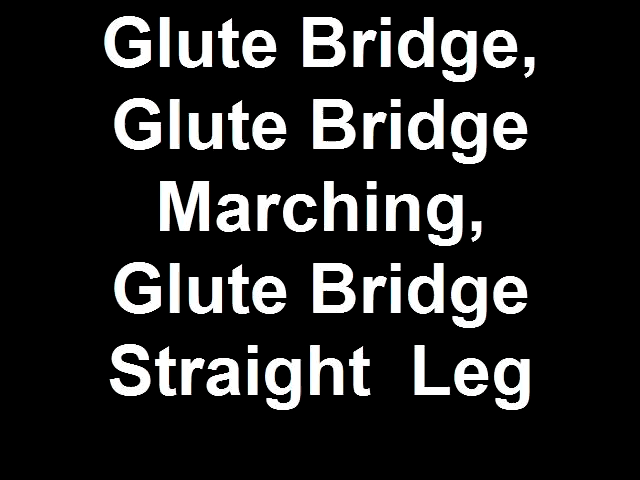 Glute Bridge,
Glute Bridge
Marching,
Glute Bridge
Straight  Leg